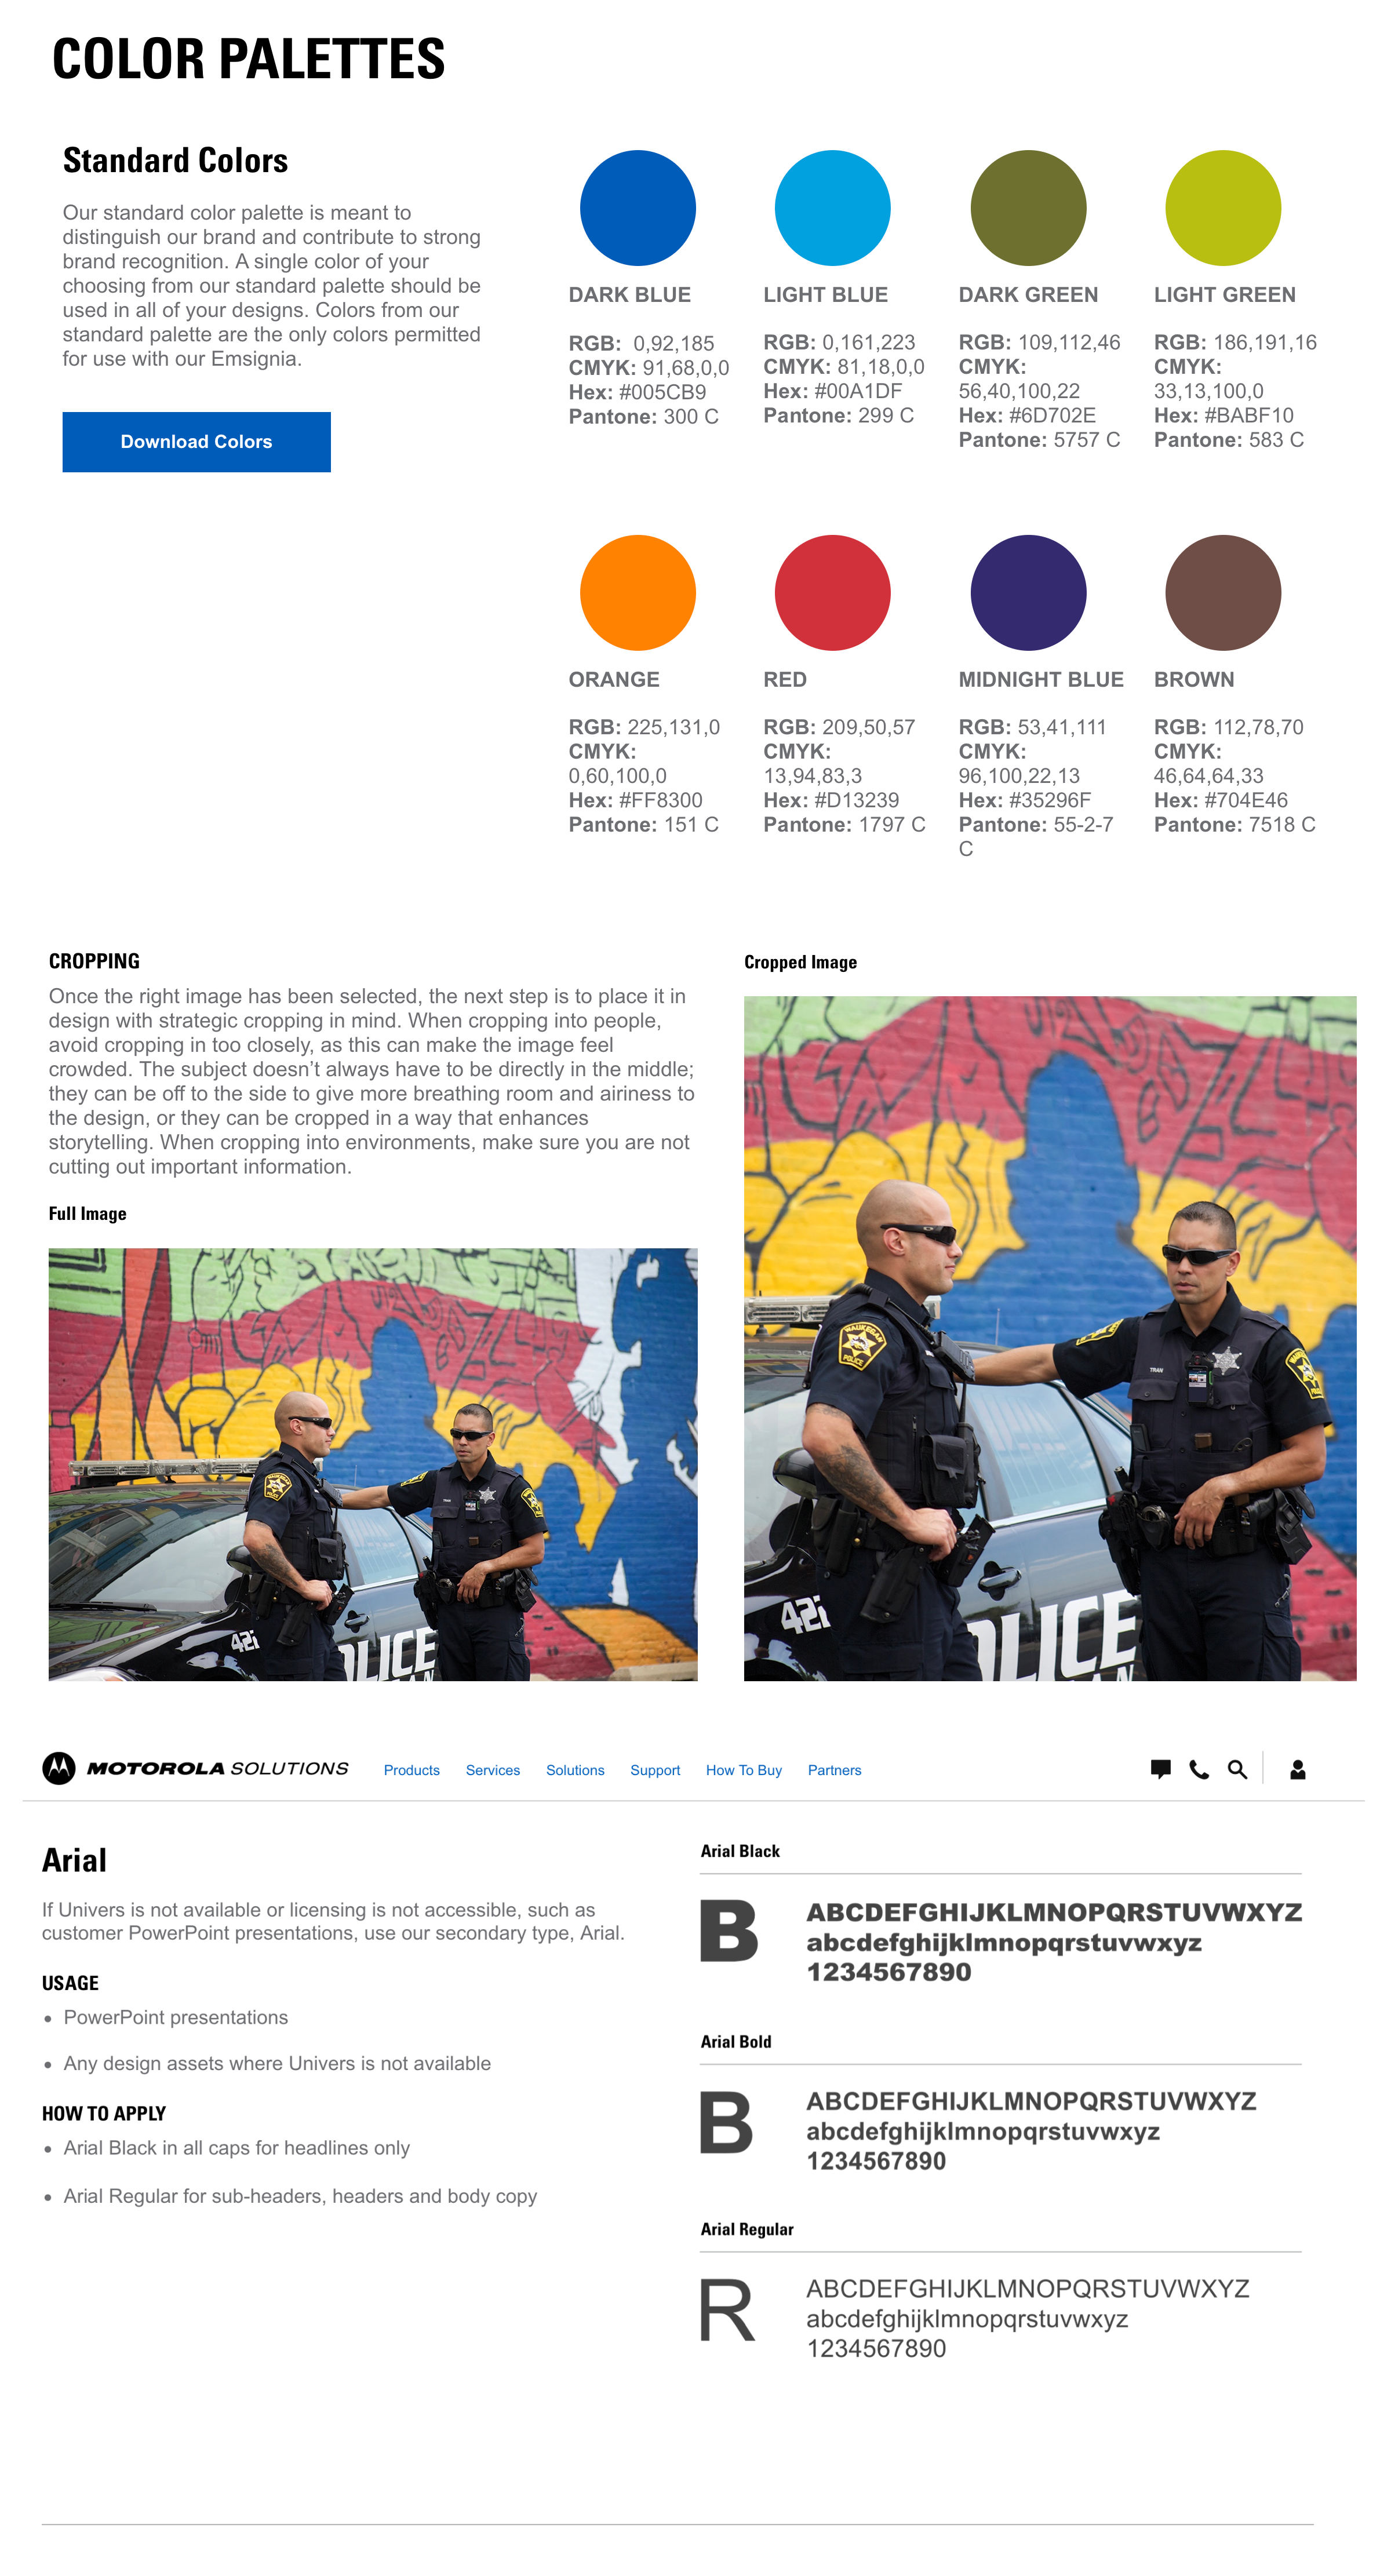 COLOR PALETTES
Standard Colors
Our standard color palette is meant to
distinguish our brand and contribute to strong
brand recognition. A single color of your
choosing from our standard palette should be
used in all of your designs. Colors from our
standard palette are the only colors permitted
for use with our Emsignia.
Download Colors
DARK BLUE
RGB: 0,92,185
CMYK: 91,68,0,0
Hex: #005CB9
Pantone: 300 C
LIGHT BLUE
RGB: 0,161,223
CMYK: 81,18,0,0
Hex: #00A1DF
Pantone: 299 C
DARK GREEN
RGB: 109,112,46
CMYK:
56,40,100,22
Hex: #6D702E
Pantone: 5757 C
LIGHT GREEN
RGB: 186,191,16
CMYK:
33,13,100,0
Hex: #BABF10
Pantone: 583 C
ORANGE
RGB: 225,131,0
CMYK:
0,60,100,0
Hex: #FF8300
Pantone: 151 C
RED
RGB: 209,50,57
CMYK:
13,94,83,3
Hex: #D13239
Pantone: 1797 C
MIDNIGHT BLUE
RGB: 53,41,111
CMYK:
96,100,22,13
Hex: #35296F
Pantone: 55-2-7
C
BROWN
RGB: 112,78,70
CMYK:
46,64,64,33
Hex: #704E46
Pantone: 7518 C
CROPPING
Once the right image has been selected, the next step is to place it in
design with strategic cropping in mind. When cropping into people,
avoid cropping in too closely, as this can make the image feel
crowded. The subject doesn't always have to be directly in the middle;
they can be off to the side to give more breathing room and airiness to
the design, or they can be cropped in a way that enhances
storytelling. When cropping into environments, make sure you are not
cutting out important information.
Full Image
42i
OLICE
Cropped Image
WAUKEGAN
POLICE
TRAN
42i
OLICE
MOTOROLA SOLUTIONS
Products
Services
Solutions
Support
How To Buy
Partners
Arial
If Univers is not available or licensing is not accessible, such as
customer PowerPoint presentations, use our secondary type, Arial.
USAGE
• PowerPoint presentations
• Any design assets where Univers is not available
HOW TO APPLY
• Arial Black in all caps for headlines only
• Arial Regular for sub-headers, headers and body copy
Arial Black
B
ABCDEFGHIJKLMNOPQRSTUVWXYZ
abcdefghijklmnopqrstuvwxyz
1234567890
Arial Bold
B
ABCDEFGHIJKLMNOPQRSTUVWXYZ
abcdefghijklmnopqrstuvwxyz
1234567890
Arial Regular
R
ABCDEFGHIJKLMNOPQRSTUVWXYZ
abcdefghijklmnopqrstuvwxyz
1234567890